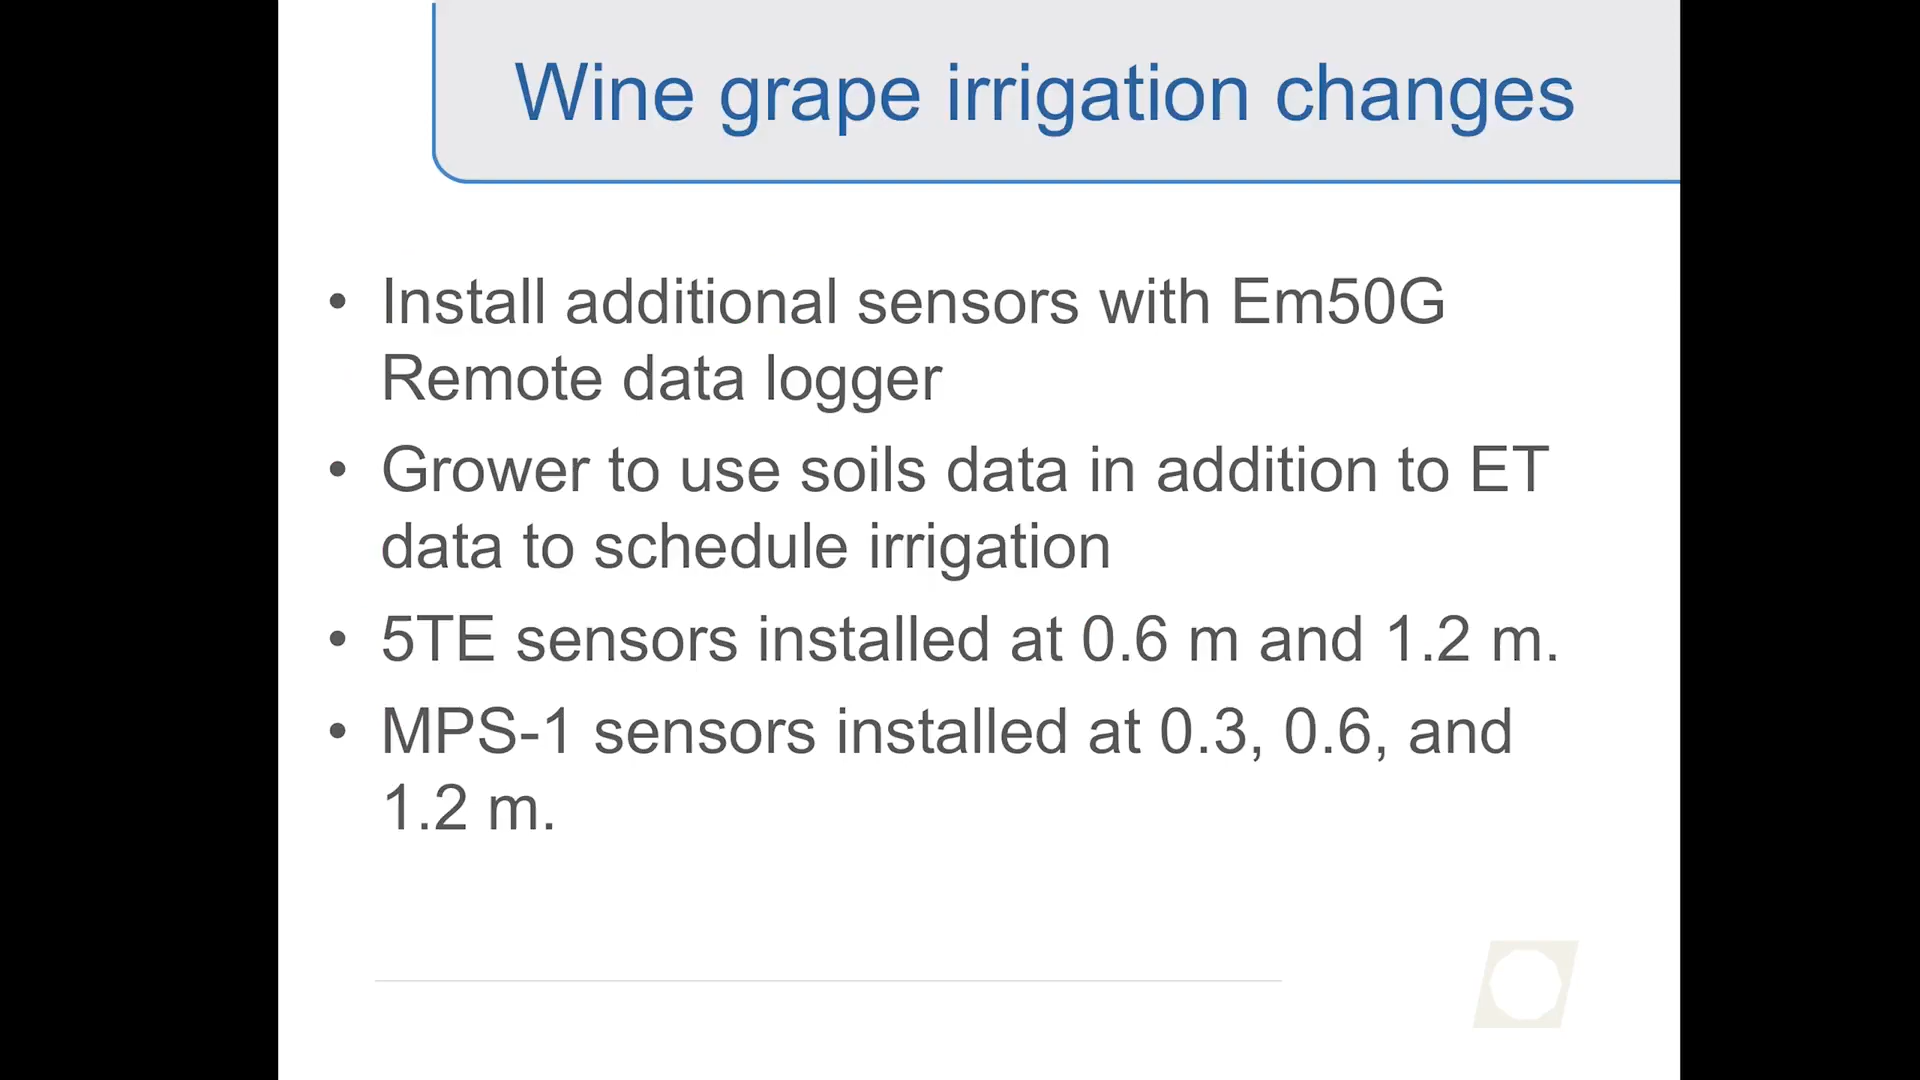 Wine grape irrigation changes
• Install additional sensors with Em50G
Remote data logger
• Grower to use soils data in addition to ET
data to schedule irrigation
• 5TE sensors installed at 0.6 m and 1.2 m.
• MPS-1 sensors installed at 0.3, 0.6, and
1.2 m.